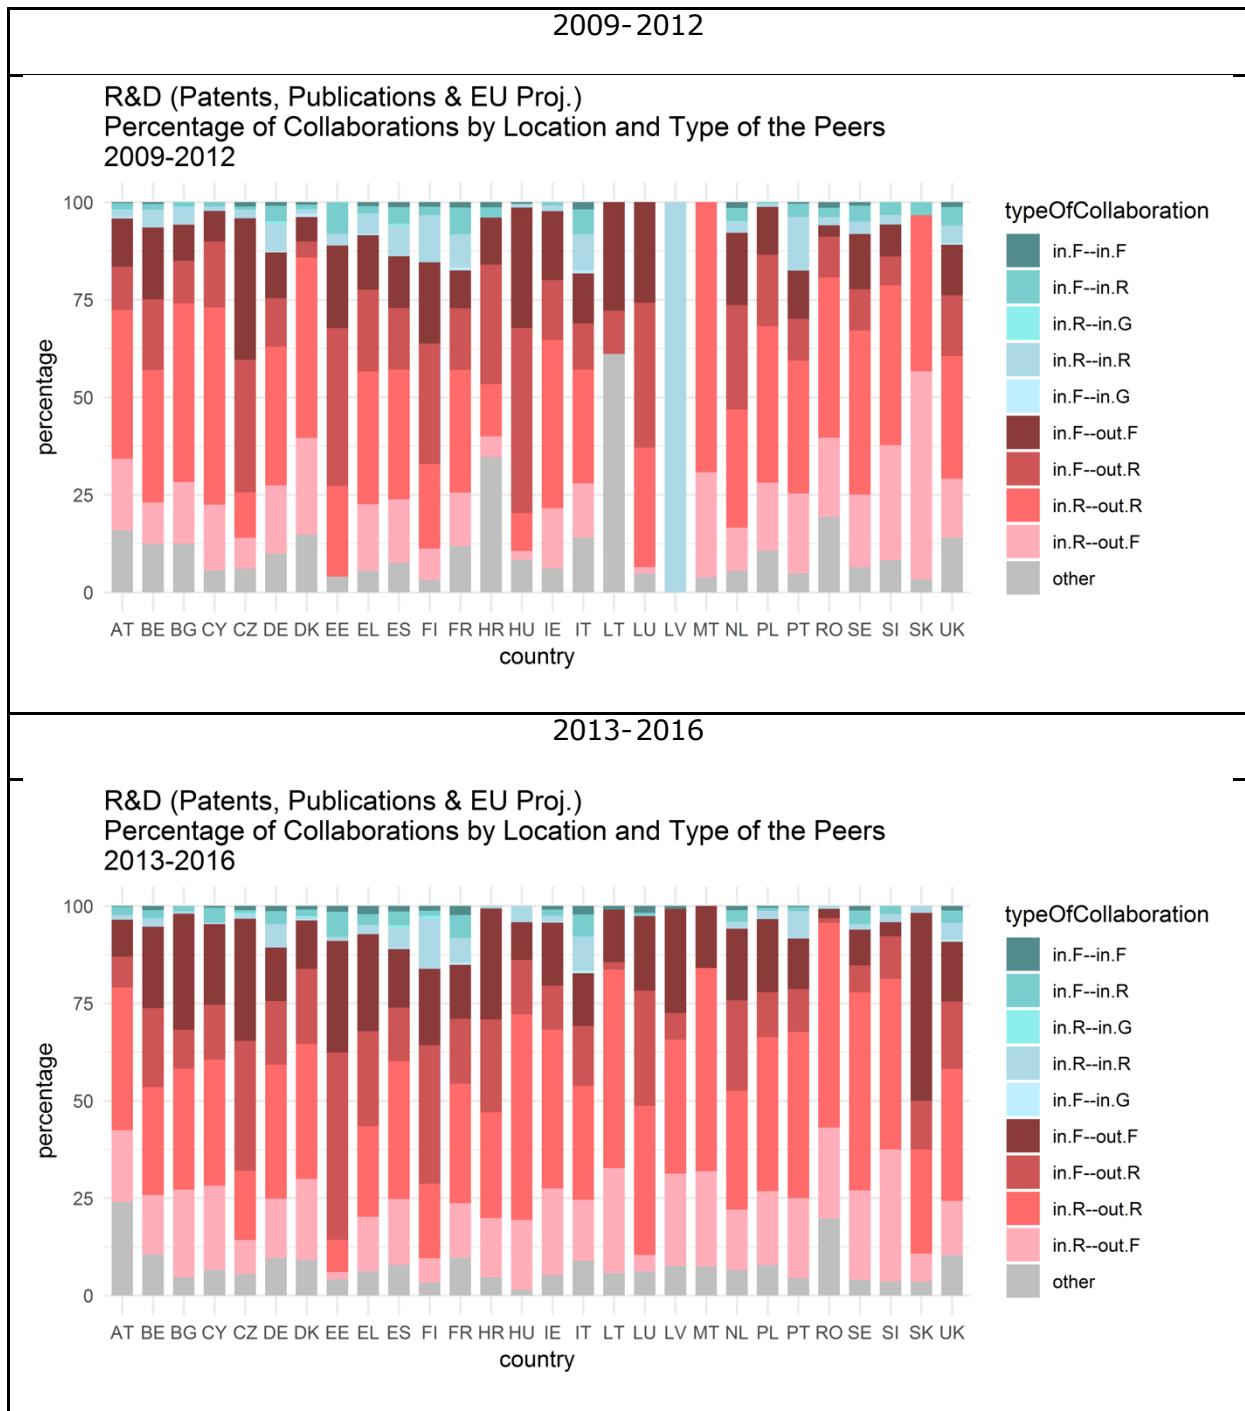 2009-2012
R&D (Patents, Publications & EU Proj.)
Percentage of Collaborations by Location and Type of the Peers
2009-2012
100
75
50
25
0
percentage
AT BE BG CY CZ DE DK EE EL ES FI FR HR HU IE IT LT LU LV MT NL PL PT RO SE SI SK UK
country
typeOfCollaboration
in.F--in.F
in.F--in.R
in.R--in.G
in.R--in.R
in.F--in.G
in.F--out.F
in.F--out.R
in.R--out.R
in.R--out.F
other
2013-2016
R&D (Patents, Publications & EU Proj.)
Percentage of Collaborations by Location and Type of the Peers
2013-2016
100
75
50
25
0
percentage
AT BE BG CY CZ DE DK EE EL ES FI FR HR HU IE IT LT LU LV MT NL PL PT RO SE SI SK UK
country
typeOfCollaboration
in.F--in.F
in.F--in.R
in.R--in.G
in.R--in.R
in.F--in.G
in.F--out.F
in.F--out.R
in.R--out.R
in.R--out.F
other